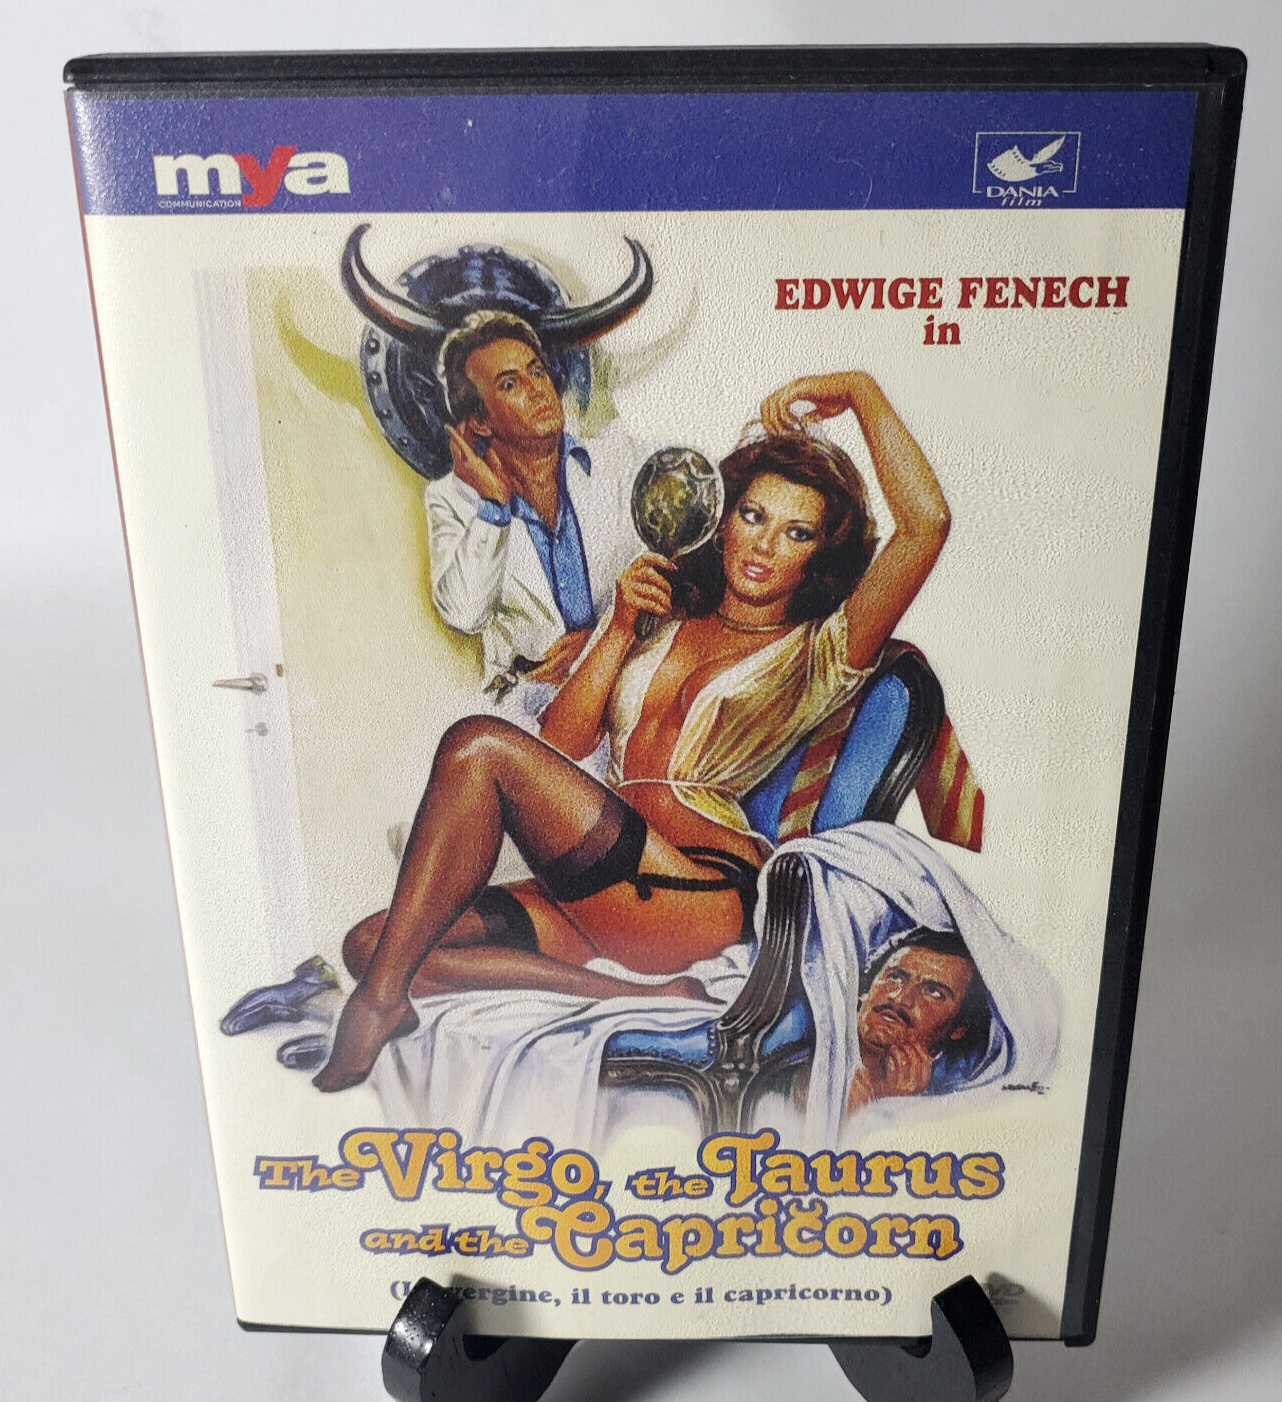 mya
COMMUNICATION
DANIA
film
EDWIGE FENECH
in
The Virgo, the Taurus
and the Capricorn
vergine, il toro e il capricorno)